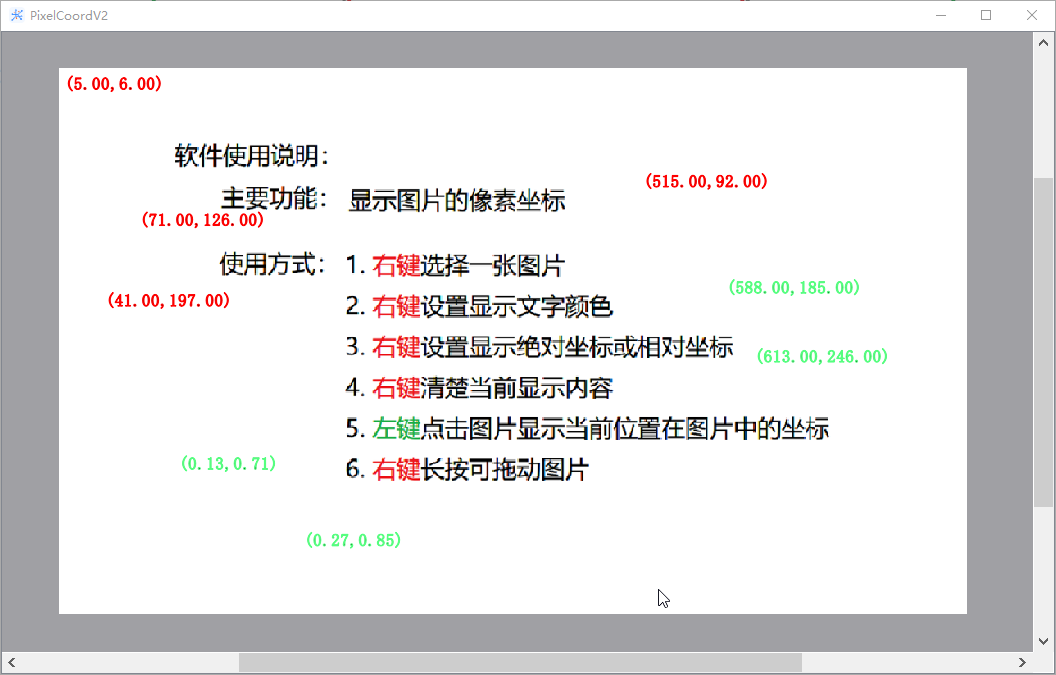 PixelCoordV2
(5.00,6.00)
软件使用说明：
(515.00,92.00)
主要功能： 显示图片的像素坐标
(71.00,126.00)
使用方式： 1. 右键选择一张图片
(588.00,185.00)
(41.00,197.00)
2. 右键设置显示文字颜色
3. 右键设置显示绝对坐标或相对坐标
(613.00,246.00)
4. 右键清楚当前显示内容
5. 左键点击图片显示当前位置在图片中的坐标
(0.13,0.71)
6. 右键长按可拖动图片
(0.27,0.85)